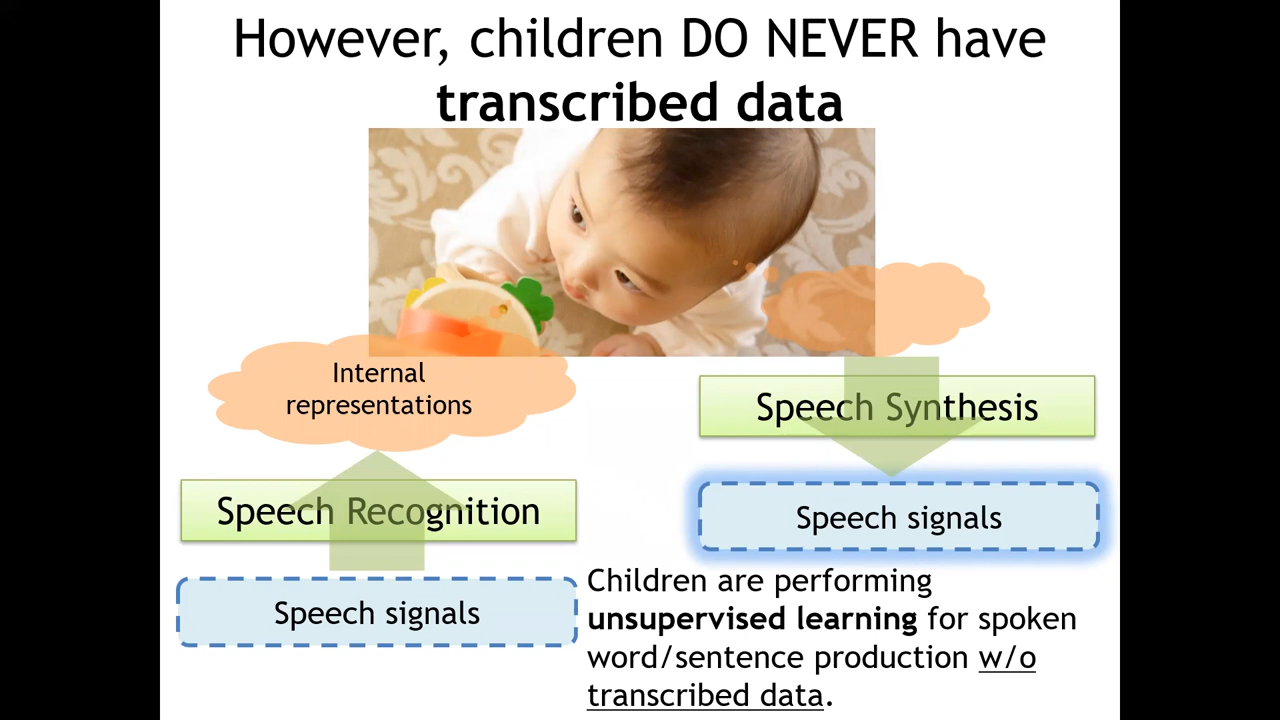 However, children DO NEVER have
transcribed data
Internal
representations
Speech Recognition
Speech signals
Speech Synthesis
Speech signals
Children are performing
unsupervised learning for spoken
word/sentence production w/o
transcribed data.